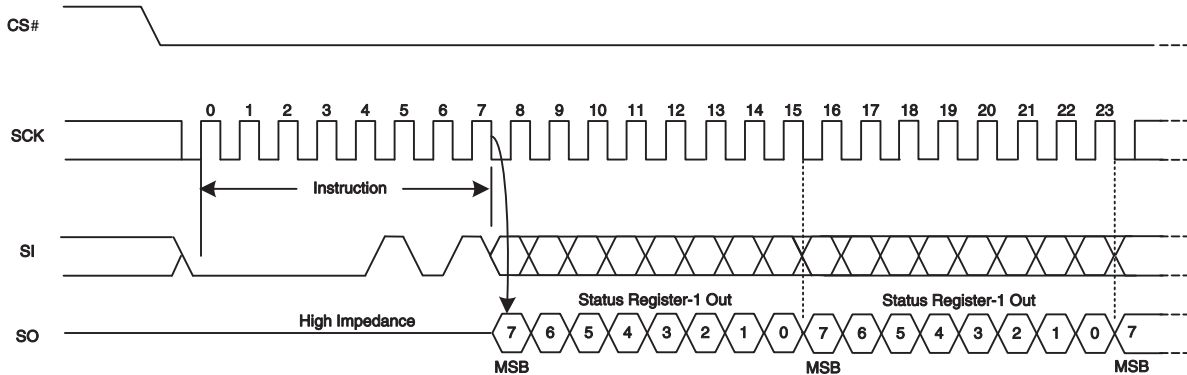 CS#
SCK
0 1 2 3 4 5 6 7 8 9 10 11 12 13 14 15 16 17 18 19 20 21 22 23
Instruction
SI
Status Register-1 Out Status Register-1 Out
High Impedance
SO
7 6 5 4 3 2 1 0 7 6 5 4 3 2 1 0 7
MSB MSB MSB